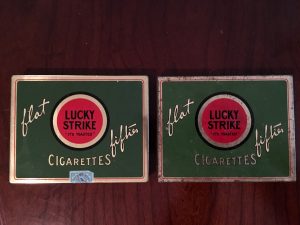 flat
LUCKY
STRIKE
"IT'S TOASTED"
CIGARETTES
fifties
flat
LUCKY
STRIKE
"IT'S TOASTED"
CIGARETTES
fifties